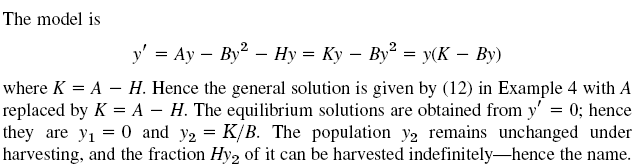 The model is
y′ = Ay − By² − Hy = Ky − By² = y(K − By)
where K = A − H. Hence the general solution is given by (12) in Example 4 with A
replaced by K = A − H. The equilibrium solutions are obtained from y′ = 0; hence
they are y₁ = 0 and y₂ = K/B. The population y₂ remains unchanged under
harvesting, and the fraction Hy₂ of it can be harvested indefinitely—hence the name.